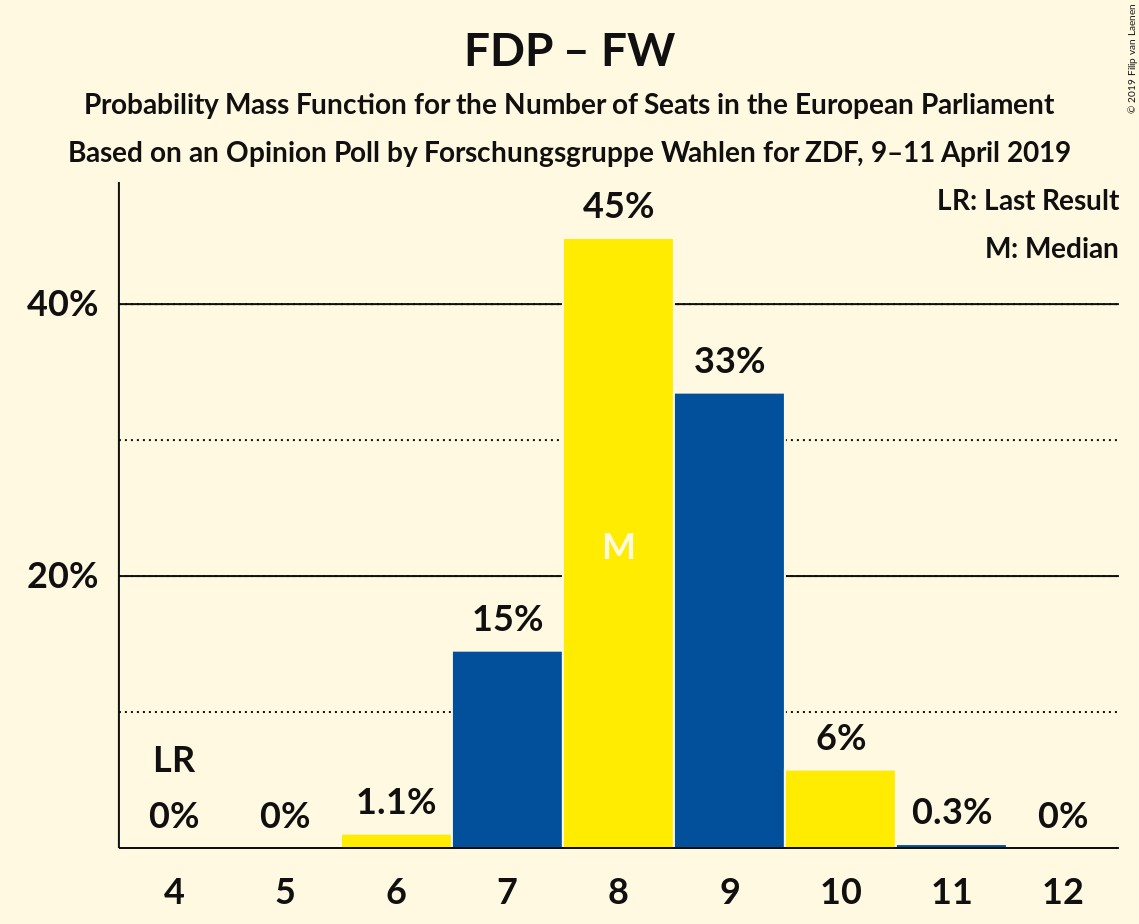 FDP – FW
Probability Mass Function for the Number of Seats in the European Parliament
Based on an Opinion Poll by Forschungsgruppe Wahlen for ZDF, 9–11 April 2019
© 2019 Filip van Laenen
LR: Last Result
M: Median
45%
40%
33%
M
20%
15%
6%
LR
1.1%
0.3%
0% 0% 0%
4 5 6 7 8 9 10 11 12